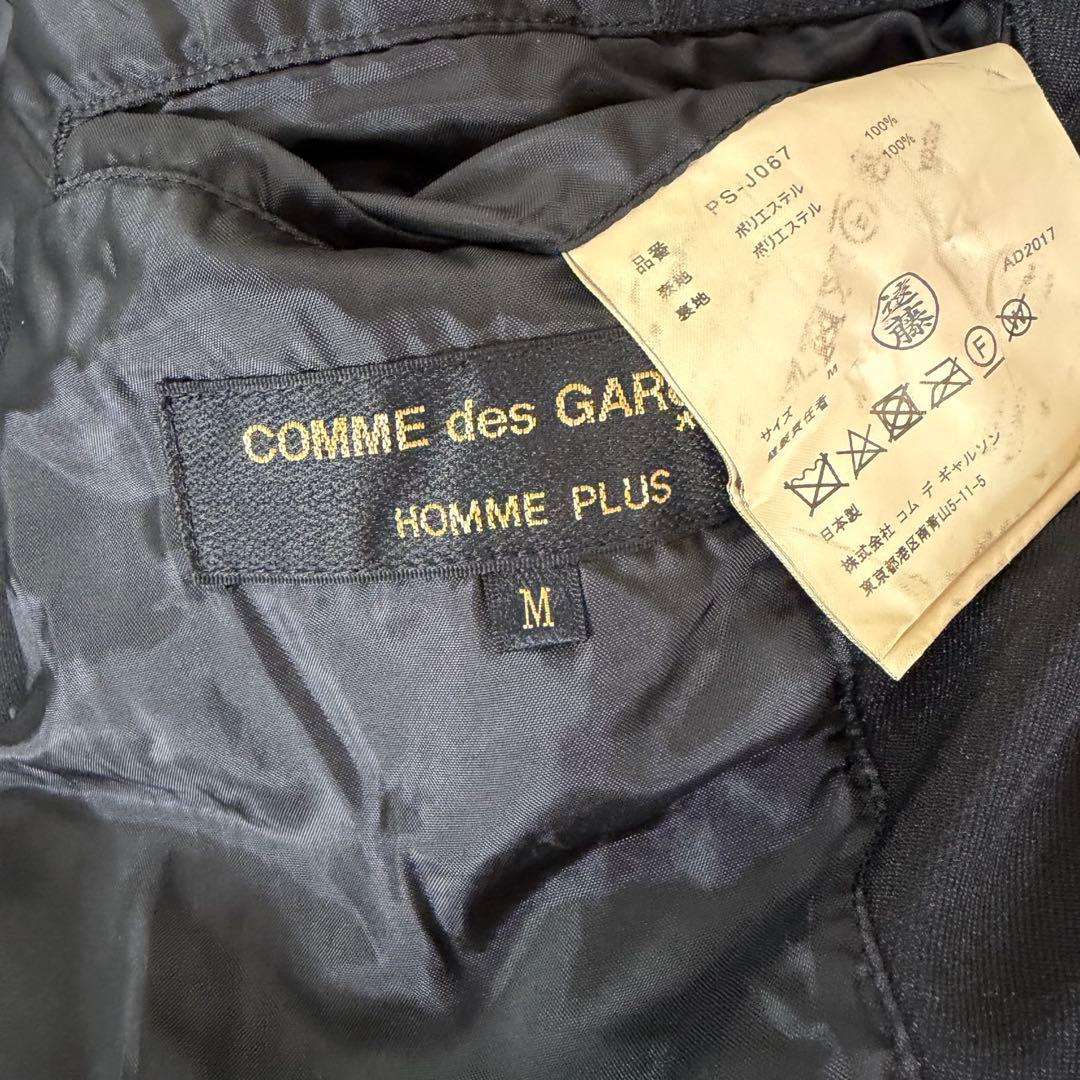 COMME des GAR
HOMME PLUS
M
品番 PS-J067
表地 ポリエステル 100%
裏地 ポリエステル 100%
AD2017
サイズ M
遠藤
F
W
日本製
株式会社 コム デ ギャルソン
東京都港区南青山5-11-5